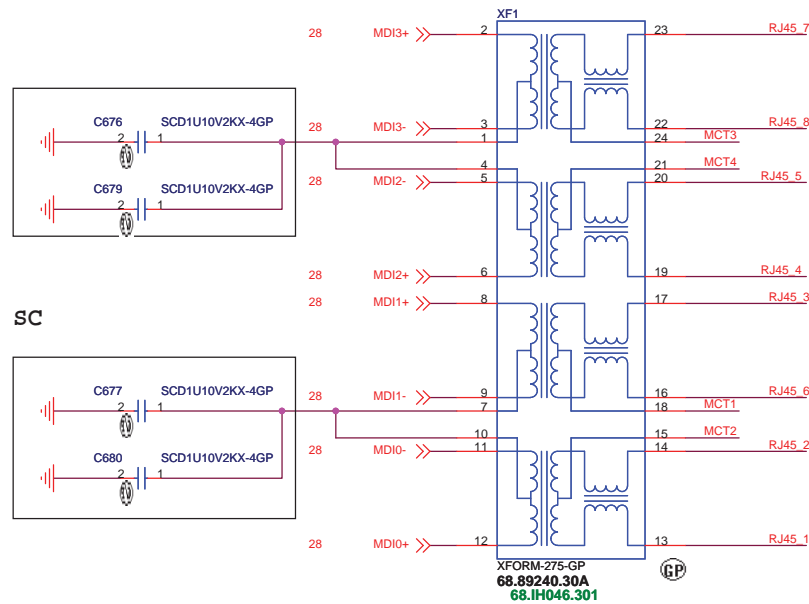 XF1
28 MDI3+ 2 23 RJ45_7
C676 SCD1U10V2KX-4GP
2 1
28 MDI3- 3 22 RJ45_8
1 24 MCT3
4 21 MCT4
C679 SCD1U10V2KX-4GP
2 1
28 MDI2- 5 20 RJ45_5
28 MDI2+ 6 19 RJ45_4
28 MDI1+ 8 17 RJ45_3
SC
C677 SCD1U10V2KX-4GP
2 1
28 MDI1- 9 16 RJ45_6
7 18 MCT1
10 15 MCT2
C680 SCD1U10V2KX-4GP
2 1
28 MDI0- 11 14 RJ45_2
28 MDI0+ 12 13 RJ45_1
XFORM-275-GP
GP
68.89240.30A
68.IH046.301